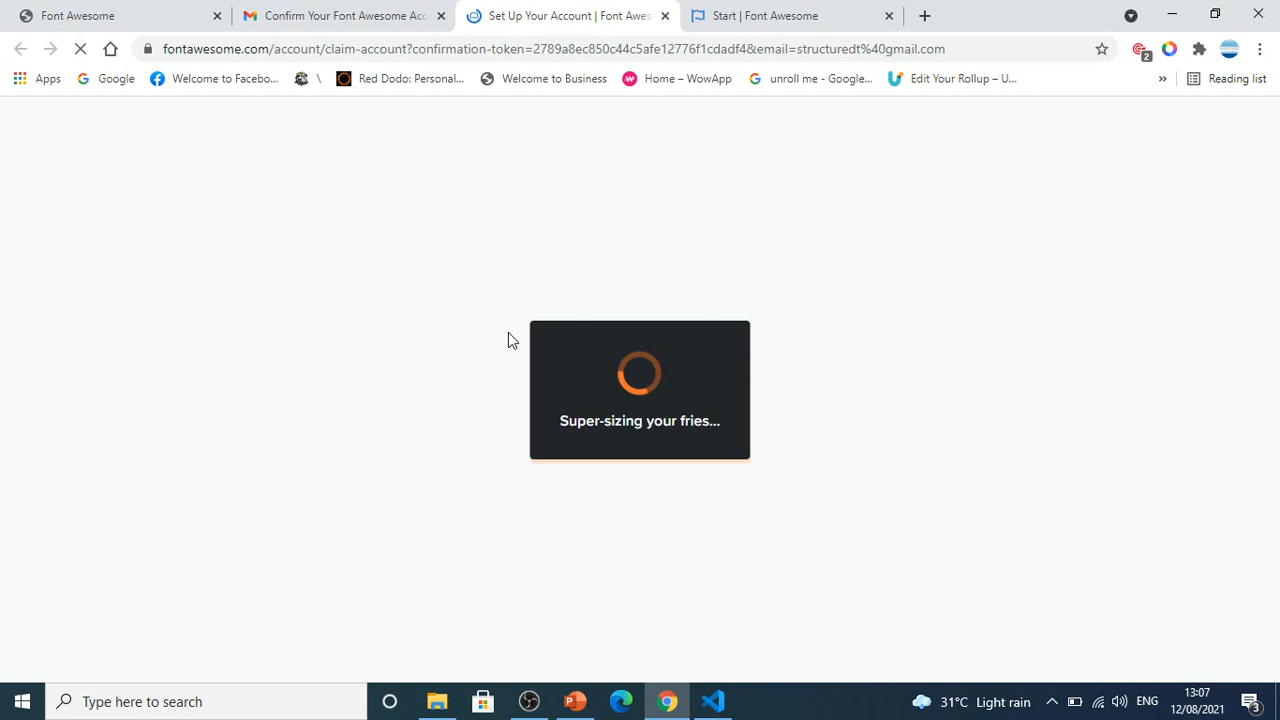 Font Awesome
Confirm Your Font Awesome Acc
Set Up Your Account | Font Awes
Start | Font Awesome
fontawesome.com/account/claim-account?confirmation-token=2789a8ec850c44c5afe12776f1cdadf4&email=structuredt%40gmail.com
2
Apps
Google
Welcome to Facebo...
\
Red Dodo: Personal...
Welcome to Business
Home – WowApp
unroll me - Google...
Edit Your Rollup – U...
»
Reading list
Super-sizing your fries...
Type here to search
31°C Light rain
ENG
13:07
12/08/2021
3